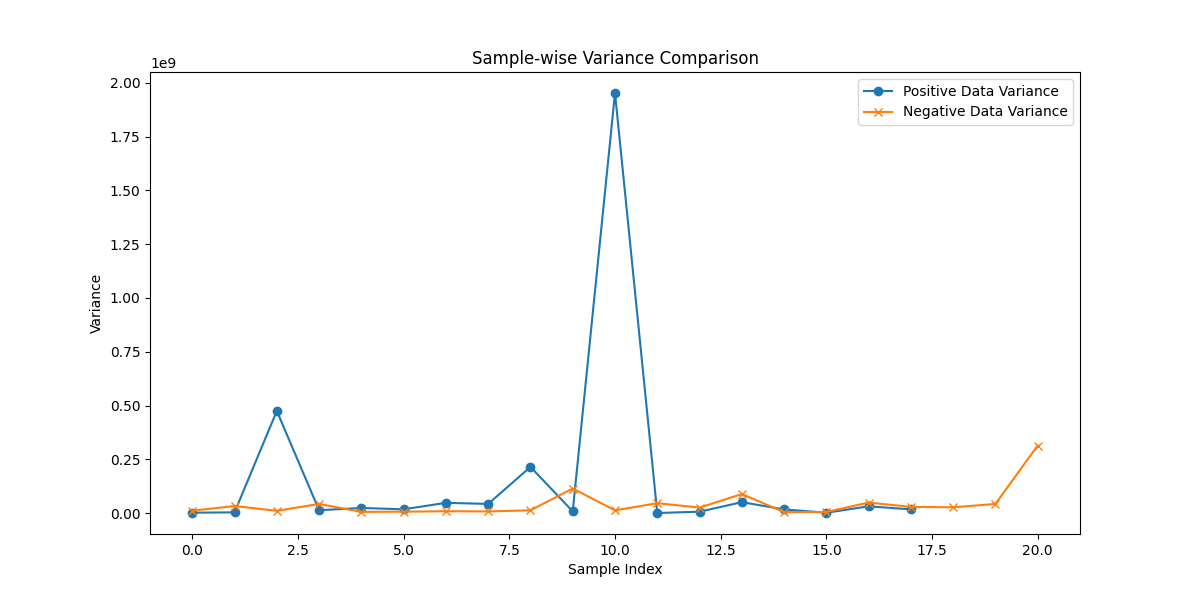 Sample-wise Variance Comparison
1e9
Positive Data Variance
Negative Data Variance
2.00
1.75
1.50
1.25
1.00
0.75
0.50
0.25
0.00
Variance
0.0 2.5 5.0 7.5 10.0 12.5 15.0 17.5 20.0
Sample Index